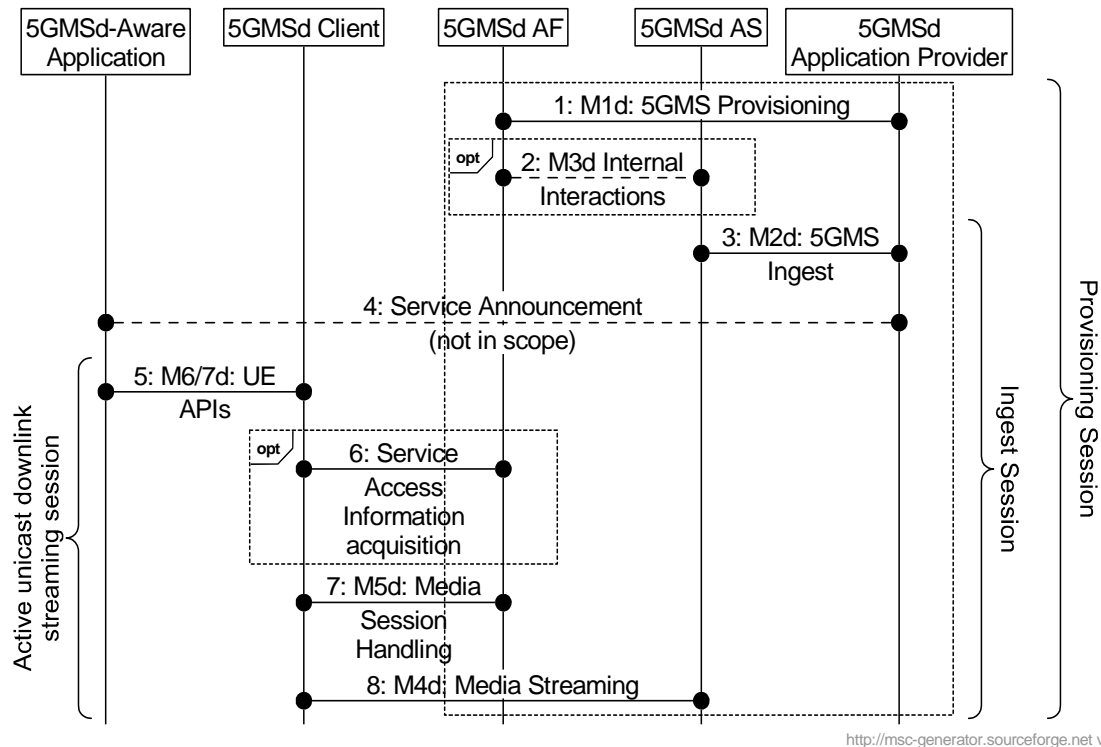 5GMSd-Aware
Application
5GMSd Client
5GMSd AF
5GMSd AS
5GMSd
Application Provider
1: M1d: 5GMS Provisioning
opt
2: M3d Internal
Interactions
3: M2d: 5GMS
Ingest
4: Service Announcement
(not in scope)
5: M6/7d: UE
APIs
opt
6: Service
Access
Information
acquisition
7: M5d: Media
Session
Handling
8: M4d: Media Streaming
Active unicast downlink
streaming session
Ingest Session
Provisioning Session
http://msc-generator.sourceforge.net v